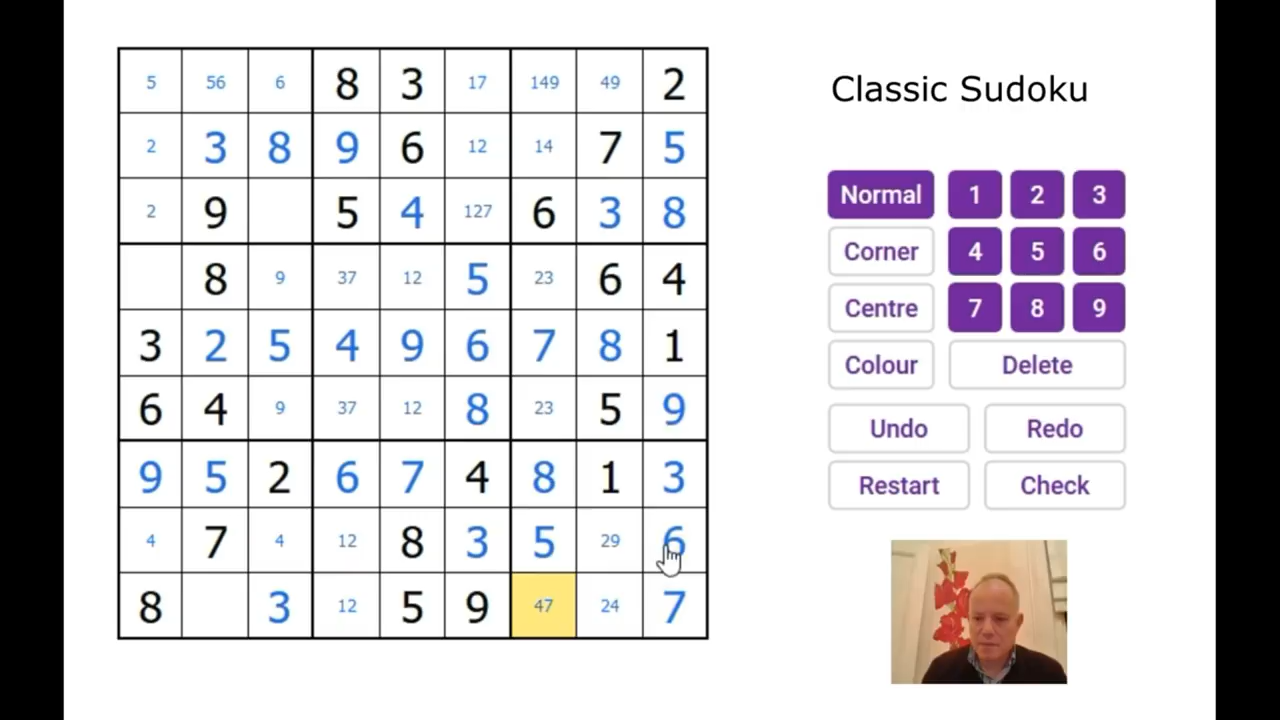 Classic Sudoku
5 56 6 8 3 17 149 49 2
2 3 8 9 6 12 14 7 5
2 9 5 4 127 6 3 8
8 9 37 12 5 23 6 4
3 2 5 4 9 6 7 8 1
6 4 9 37 12 8 23 5 9
9 5 2 6 7 4 8 1 3
4 7 4 12 8 3 5 29 6
8 3 12 5 9 47 24 7
Normal 1 2 3
Corner 4 5 6
Centre 7 8 9
Colour Delete
Undo Redo
Restart Check